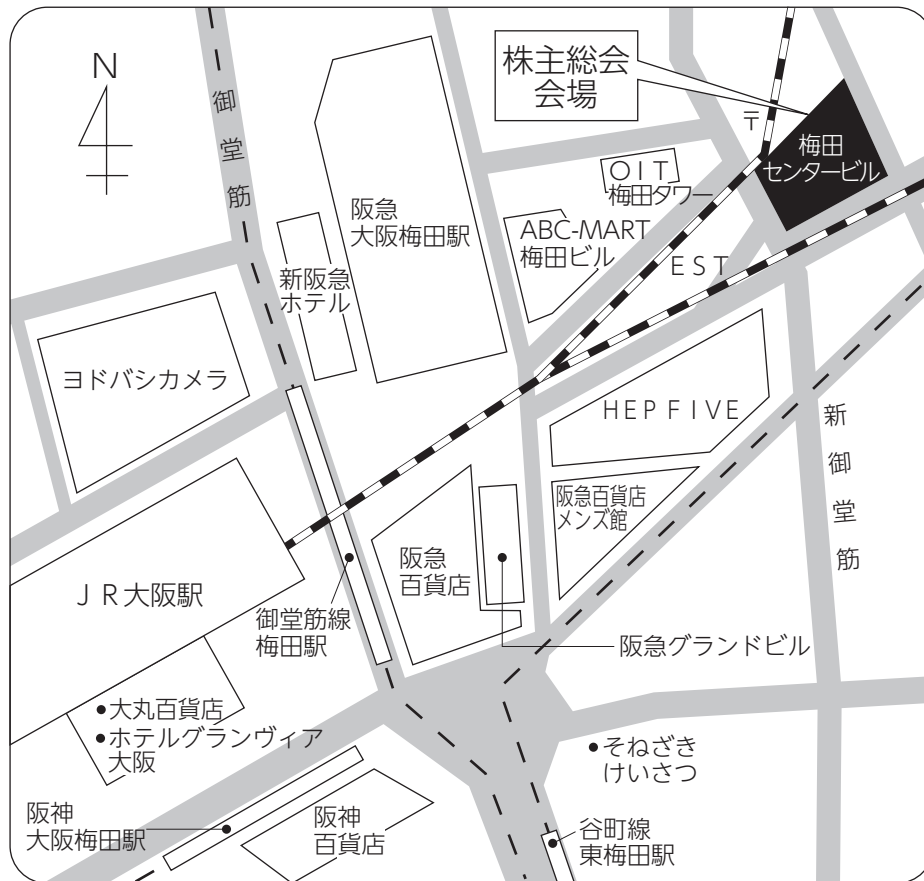 N
御堂筋
株主総会
会場
〒
梅田
センタービル
OIT
梅田タワー
ABC-MART
梅田ビル
EST
阪急
大阪梅田駅
新阪急
ホテル
ヨドバシカメラ
HEP FIVE
新御堂筋
阪急百貨店
メンズ館
阪急
百貨店
JR大阪駅
御堂筋線
梅田駅
阪急グランドビル
●大丸百貨店
●ホテルグランヴィア
大阪
●そねざき
けいさつ
阪神
大阪梅田駅
阪神
百貨店
谷町線
東梅田駅